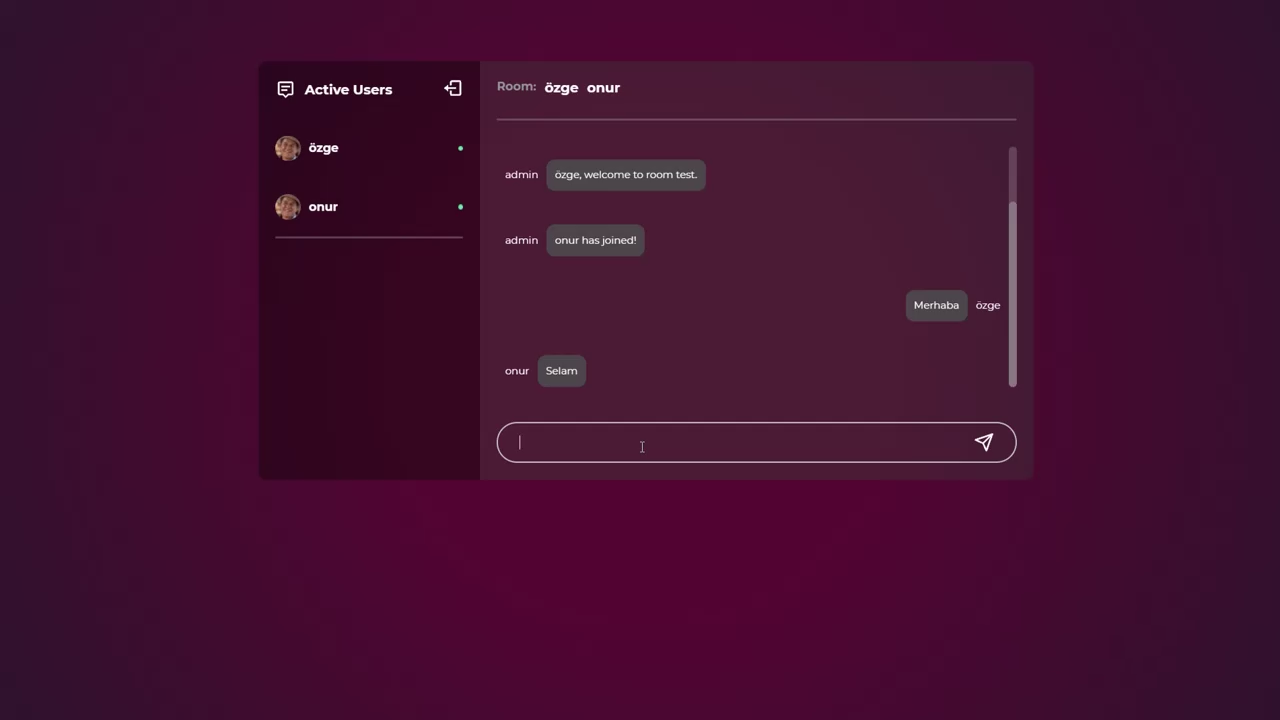 Active Users
özge
onur
Room: özge onur
admin özge, welcome to room test.
admin onur has joined!
Merhaba özge
onur Selam